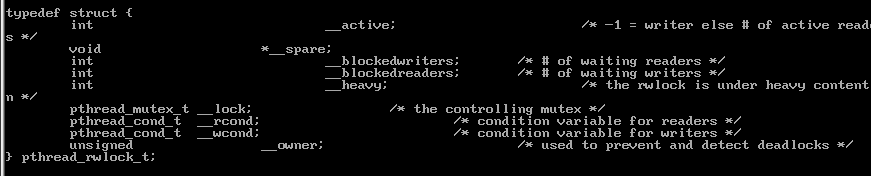 typedef struct {
int __active; /* -1 = writer else # of active read
s */
void *__spare;
int __blockedwriters; /* # of waiting readers */
int __blockedreaders; /* # of waiting writers */
int __heavy; /* the rwlock is under heavy content
n */
pthread_mutex_t __lock; /* the controlling mutex */
pthread_cond_t __rcond; /* condition variable for readers */
pthread_cond_t __wcond; /* condition variable for writers */
unsigned __owner; /* used to prevent and detect deadlocks */
} pthread_rwlock_t;